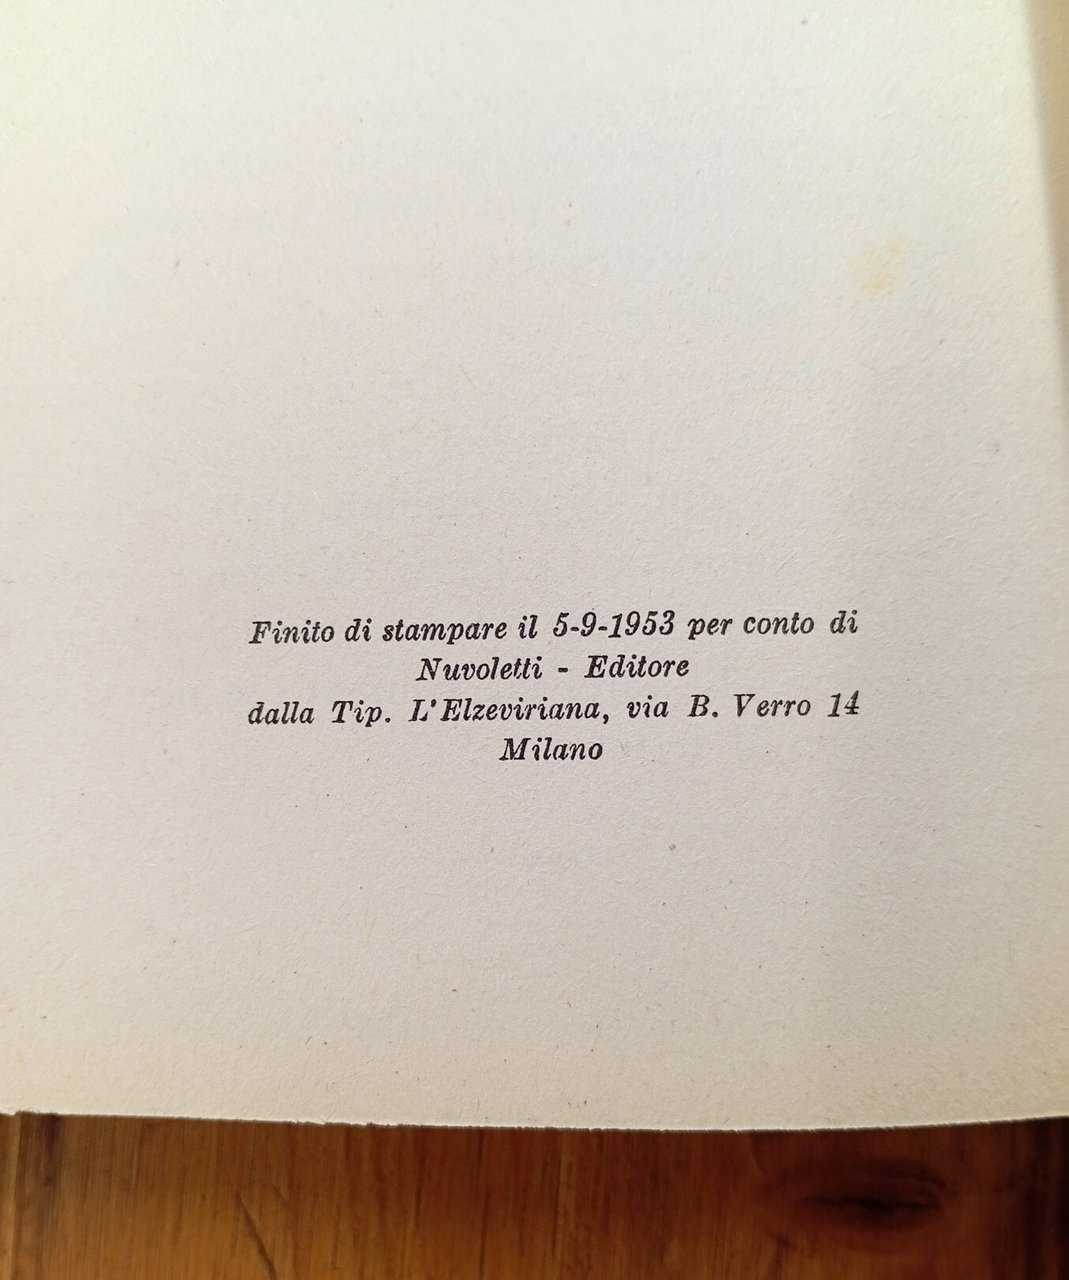 Finito di stampare il 5-9-1953 per conto di
Nuvoletti - Editore
dalla Tip. L'Elzeviriana, via B. Verro 14
Milano